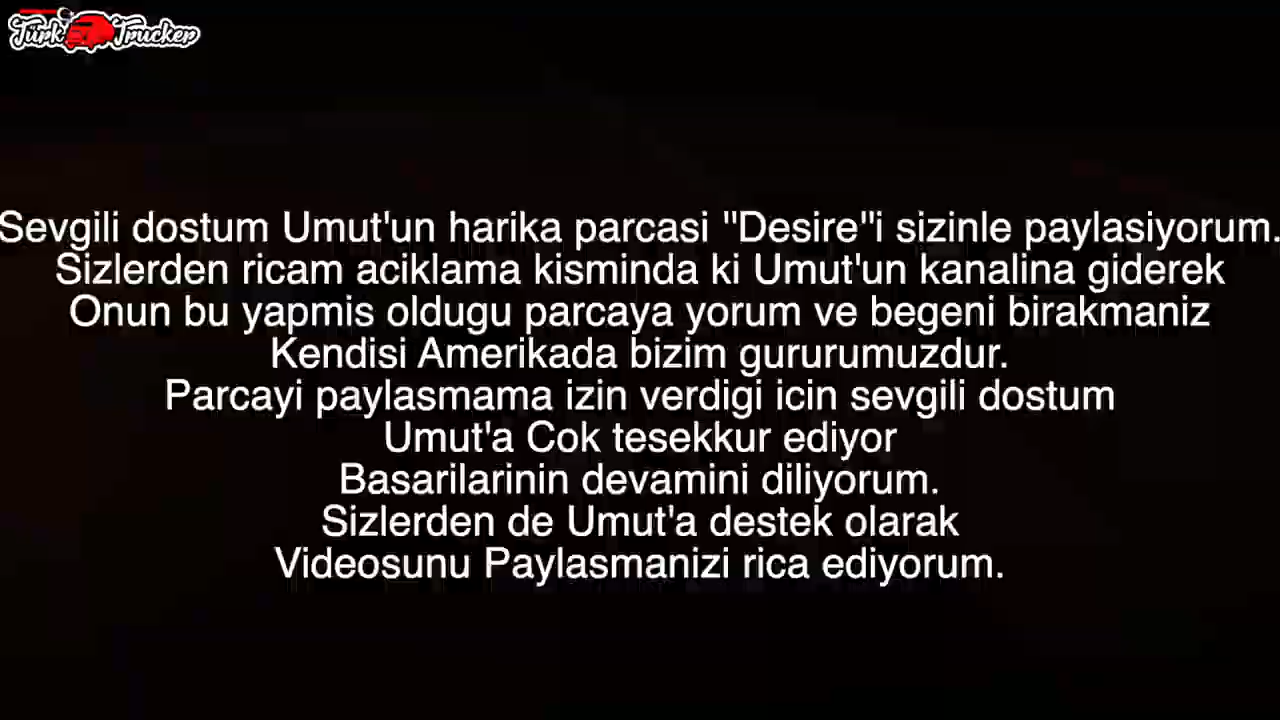 Türk Trucker
Sevgili dostum Umut'un harika parcasi "Desire"i sizinle paylasiyorum.
Sizlerden ricam aciklama kisminda ki Umut'un kanalina giderek
Onun bu yapmis oldugu parcaya yorum ve begeni birakmaniz
Kendisi Amerikada bizim gururumuzdur.
Parcayi paylasmama izin verdigi icin sevgili dostum
Umut'a Cok tesekkur ediyor
Basarilarinin devamini diliyorum.
Sizlerden de Umut'a destek olarak
Videosunu Paylasmanizi rica ediyorum.